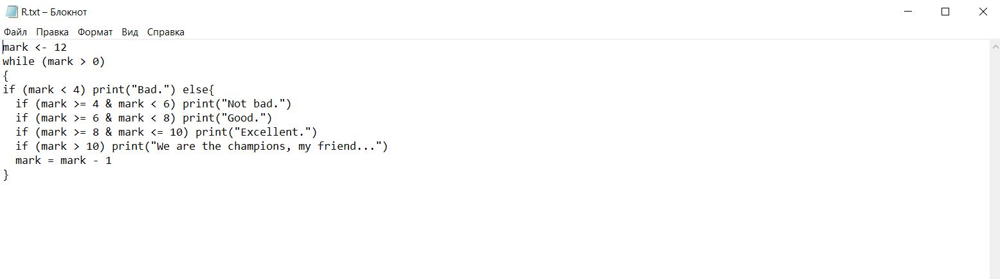 R.txt – Блокнот
Файл Правка Формат Вид Справка
mark <- 12
while (mark > 0)
{
if (mark < 4) print("Bad.") else{
  if (mark >= 4 & mark < 6) print("Not bad.")
  if (mark >= 6 & mark < 8) print("Good.")
  if (mark >= 8 & mark <= 10) print("Excellent.")
  if (mark > 10) print("We are the champions, my friend...")
  mark = mark - 1
}